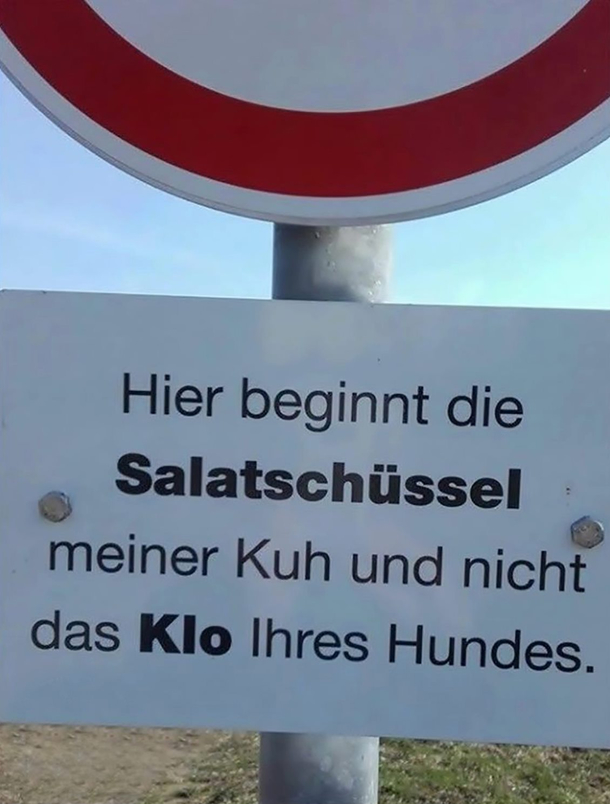 Hier beginnt die
Salatschüssel
meiner Kuh und nicht
das Klo Ihres Hundes.